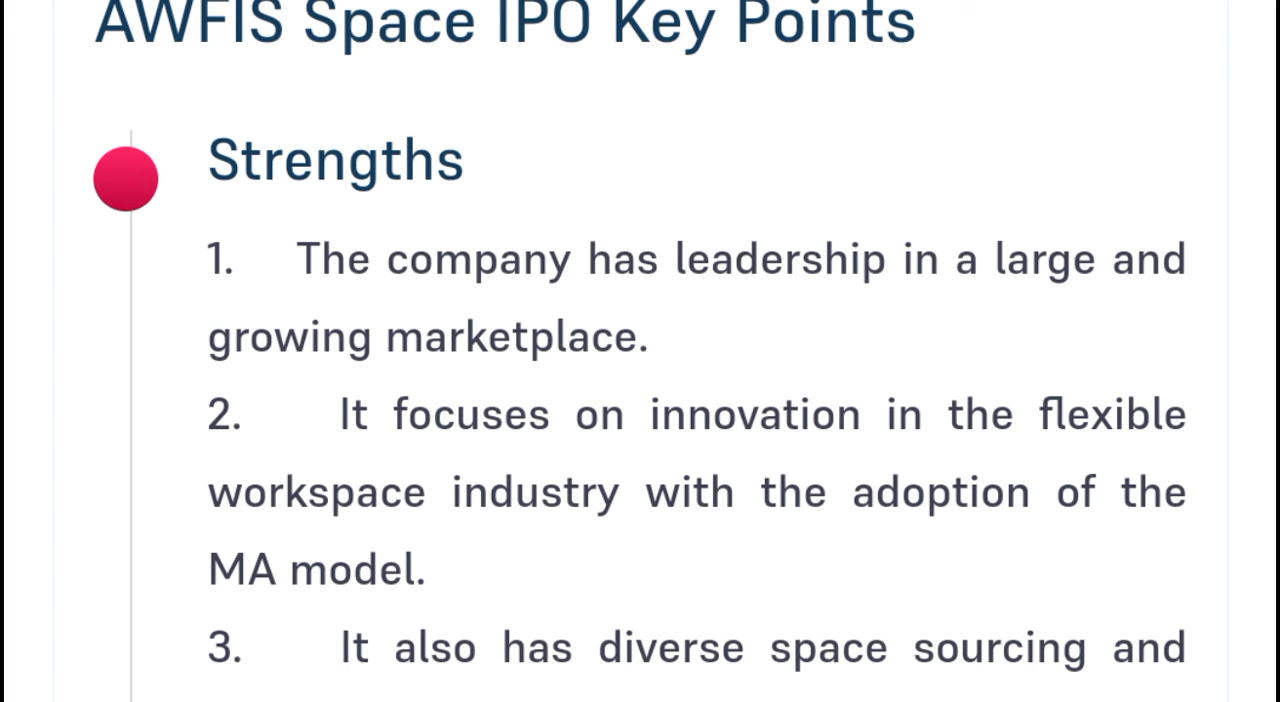 AWFIS Space IPO Key Points
Strengths
1. The company has leadership in a large and
growing marketplace.
2. It focuses on innovation in the flexible
workspace industry with the adoption of the
MA model.
3. It also has diverse space sourcing and